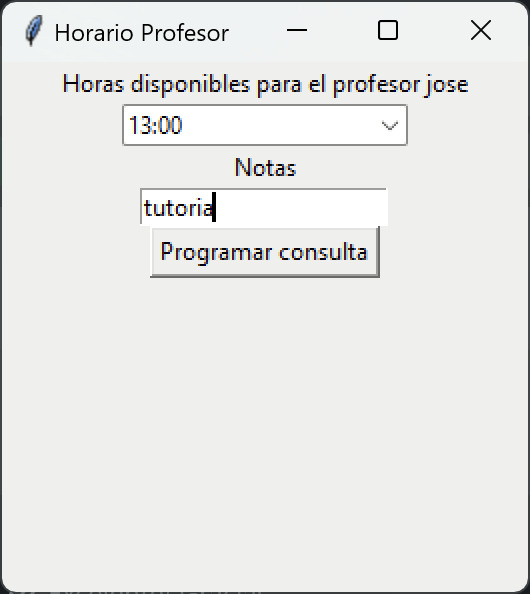 Horario Profesor
Horas disponibles para el profesor jose
13:00
Notas
tutoria
Programar consulta